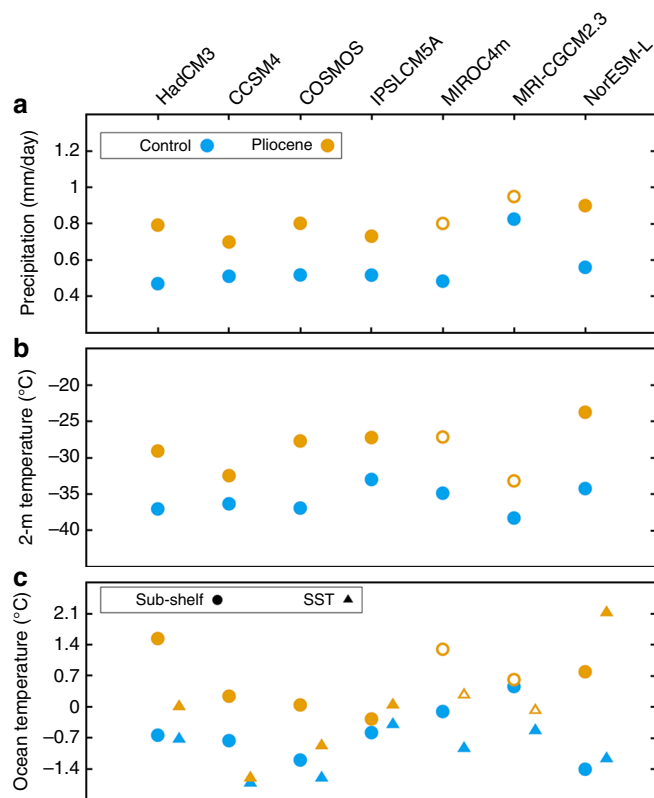 HadCM3
CCSM4
COSMOS
IPSLCM5A
MIROC4m
MRI-CGCM2.3
NorESM-L
a
Precipitation (mm/day)
1.2
1
0.8
0.6
0.4
Control
Pliocene
b
2-m temperature (°C)
–20
–25
–30
–35
–40
c
Ocean temperature (°C)
2.1
1.4
0.7
0
–0.7
–1.4
Sub-shelf
SST